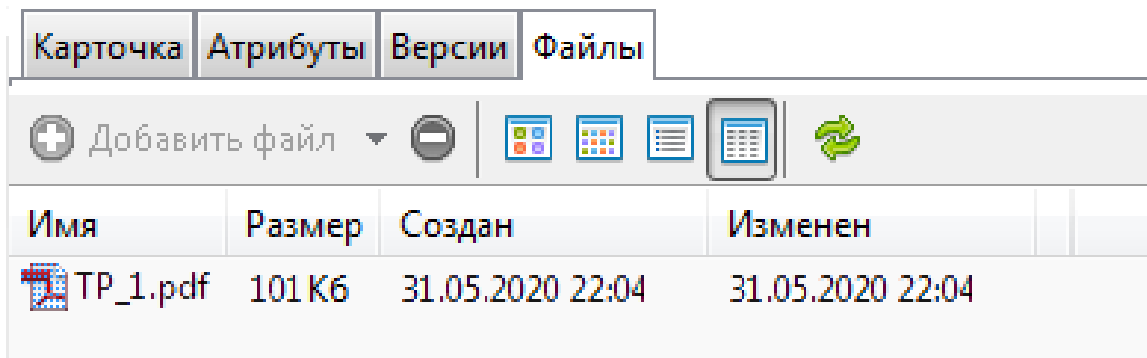 Карточка Атрибуты Версии Файлы
Добавить файл
Имя Размер Создан Изменен
TP_1.pdf 101 Кб 31.05.2020 22:04 31.05.2020 22:04